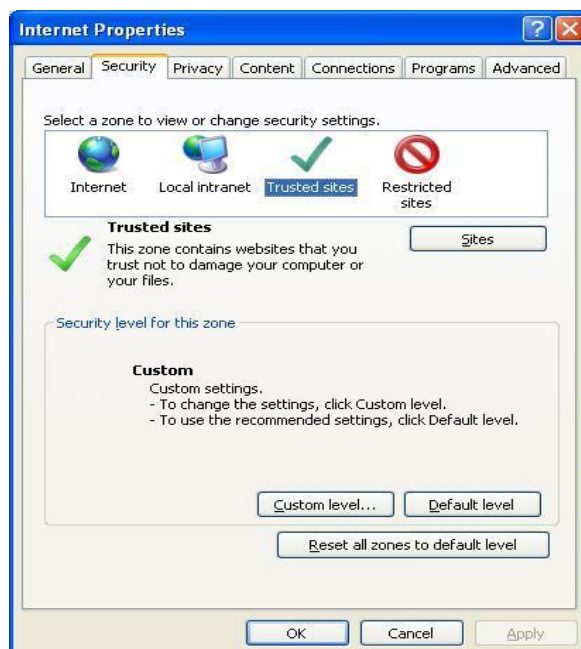 Internet Properties
General Security Privacy Content Connections Programs Advanced
Select a zone to view or change security settings.
Internet Local intranet Trusted sites Restricted
sites
Trusted sites
Sites
This zone contains websites that you
trust not to damage your computer or
your files.
Security level for this zone
Custom
Custom settings.
- To change the settings, click Custom level.
- To use the recommended settings, click Default level.
Custom level... Default level
Reset all zones to default level
OK Cancel Apply